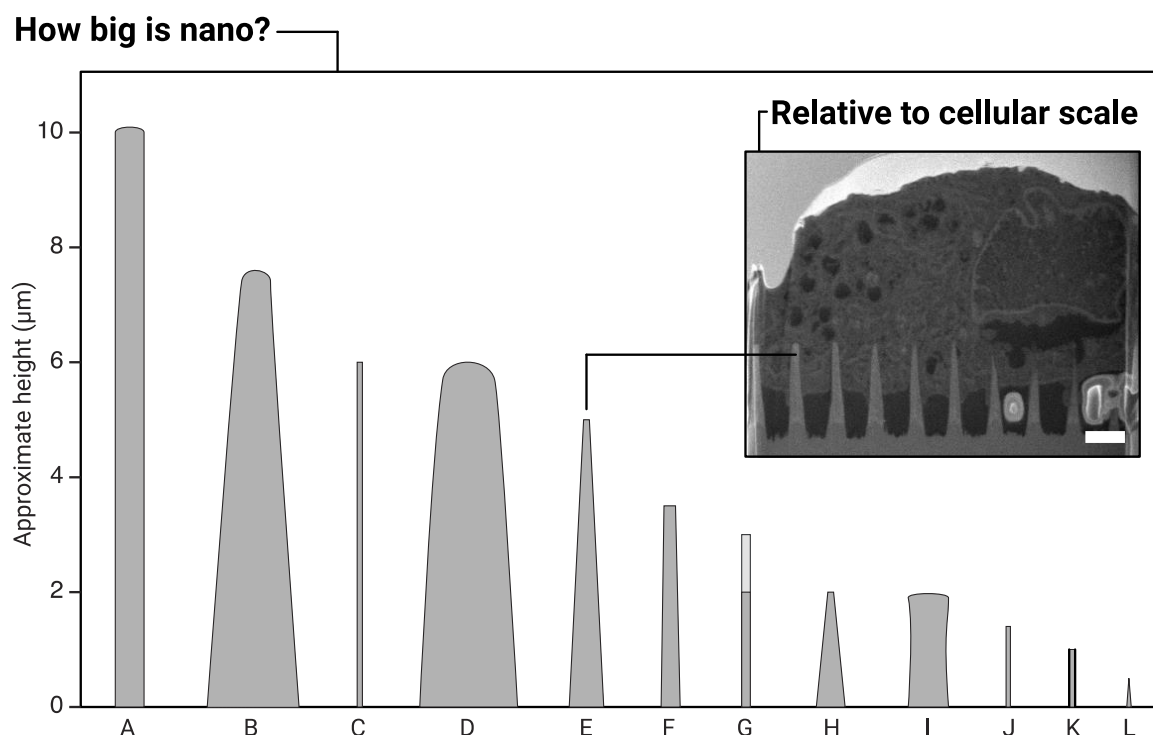 How big is nano?
Relative to cellular scale
Approximate height (μm)
10
8
6
4
2
0
A B C D E F G H I J K L